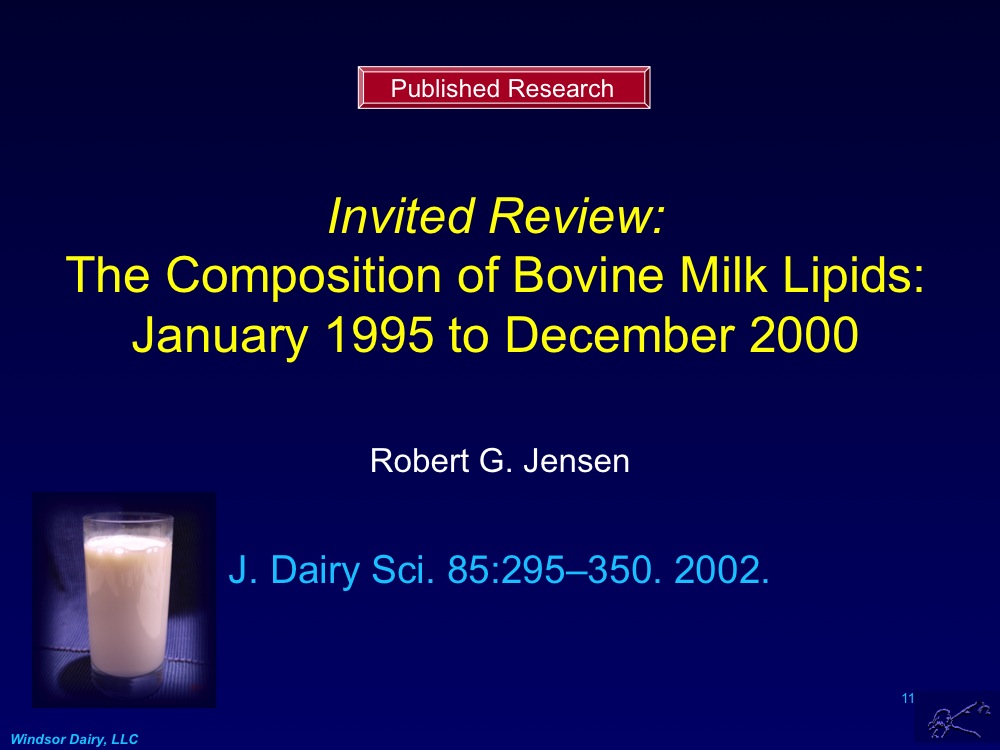 Published Research
Invited Review:
The Composition of Bovine Milk Lipids:
January 1995 to December 2000
Robert G. Jensen
J. Dairy Sci. 85:295–350. 2002.
11
Windsor Dairy, LLC